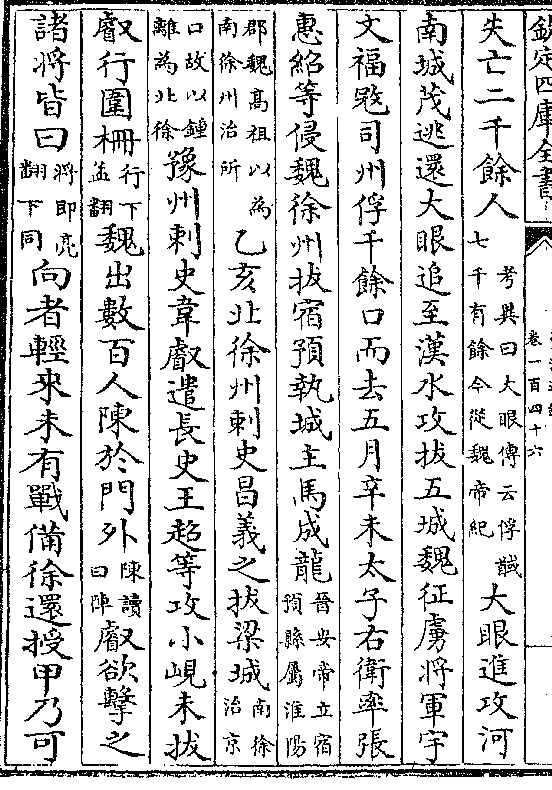 欽定四庫全書
卷一百四十六
失亡二千餘人考異曰大眼傳云俘馘七千有餘今從魏帝紀大眼進攻河
南城茂逃還大眼追至漢水攻拔五城魏征虜將軍宇
文福寇司州俘千餘口而去五月辛未太子右衛率張
惠紹等侵魏徐州拔宿預執城主馬成龍晉安帝立宿預縣屬淮陽
郡魏高祖以為南徐州治所乙亥北徐州刺史昌義之拔梁城南徐治京
口故以鍾離為北徐豫州刺史韋叡遣長史王超等攻小峴未拔
叡行圍柵行下孟翻魏出數百人陳於門外陳讀曰陣叡欲擊之
諸將皆曰將即亮翻下同向者輕來未有戰備徐還授甲乃可